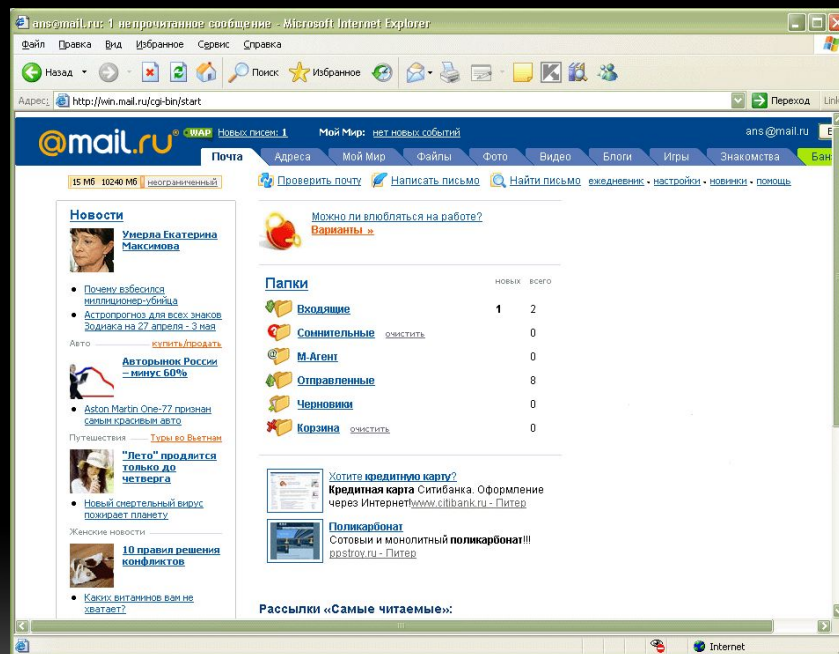 ans@mail.ru: 1 непрочитанное сообщение - Microsoft Internet Explorer
Файл Правка Вид Избранное Сервис Справка
Назад Поиск Избранное
Адрес: http://win.mail.ru/cgi-bin/start Переход Link
@mail.ru® WAP Новых писем: 1 Мой Мир: нет новых событий ans@mail.ru
Почта Адреса Мой Мир Файлы Фото Видео Блоги Игры Знакомства Бан
15 Мб 10240 Мб неограниченный Проверить почту Написать письмо Найти письмо ежедневник - настройки - новинки - помощь
Новости
Умерла Екатерина
Максимова
Почему взбесился
миллиционер-убийца
Астропрогноз для всех знаков
Зодиака на 27 апреля - 3 мая
Авто купить/продать
Авторынок России
– минус 60%
Aston Martin One-77 признан
самым красивым авто
Путешествия Туры во Вьетнам
"Лето" продлится
только до
четверга
Новый смертельный вирус
пожирает планету
Женские новости
10 правил решения
конфликтов
Каких витаминов вам не
хватает?
Можно ли влюбляться на работе?
Варианты »
Папки новых всего
Входящие 1 2
Сомнительные очистить 0
М-Агент 0
Отправленные 8
Черновики 0
Корзина очистить 0
Хотите кредитную карту?
Кредитная карта Ситибанка. Оформление
через Интернет!www.citibank.ru - Питер
Поликарбонат
Сотовый и монолитный поликарбонат!!!
ppstroy.ru - Питер
Рассылки «Самые читаемые»:
Internet